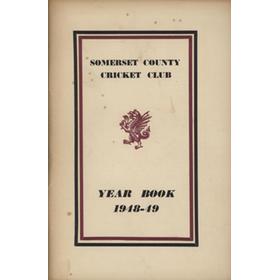 SOMERSET COUNTY
CRICKET CLUB
YEAR BOOK
1948-49